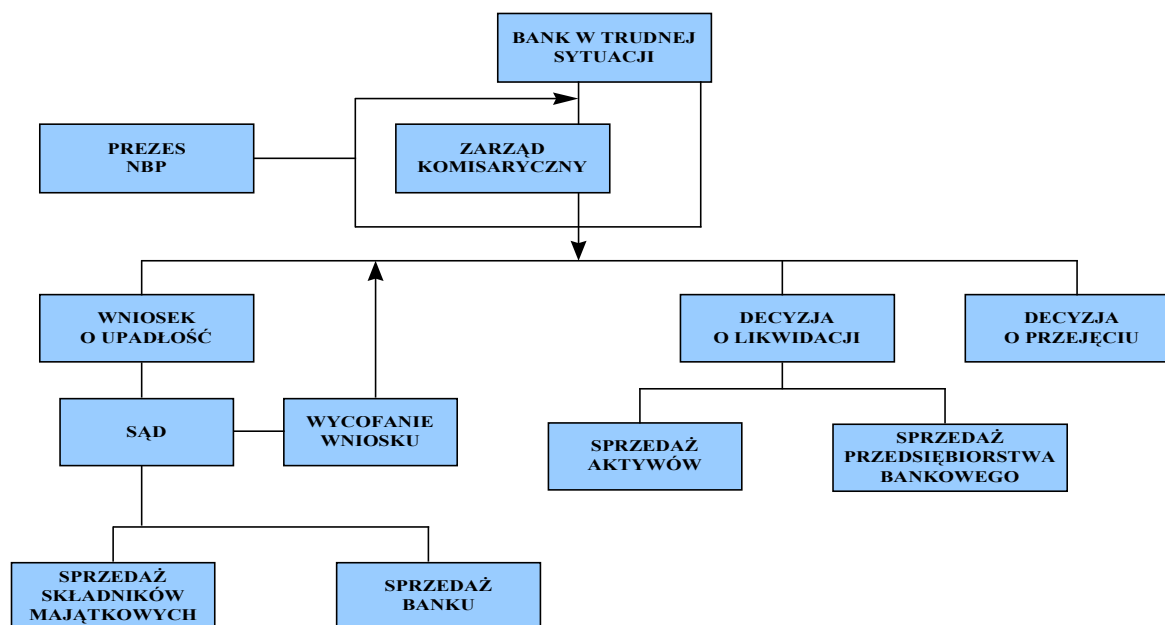 BANK W TRUDNEJ
SYTUACJI
PREZES
NBP
ZARZĄD
KOMISARYCZNY
WNIOSEK
O UPADŁOŚĆ
DECYZJA
O LIKWIDACJI
DECYZJA
O PRZEJĘCIU
SĄD
WYCOFANIE
WNIOSKU
SPRZEDAŻ
AKTYWÓW
SPRZEDAŻ
PRZEDSIĘBIORSTWA
BANKOWEGO
SPRZEDAŻ
SKŁADNIKÓW
MAJĄTKOWYCH
SPRZEDAŻ
BANKU